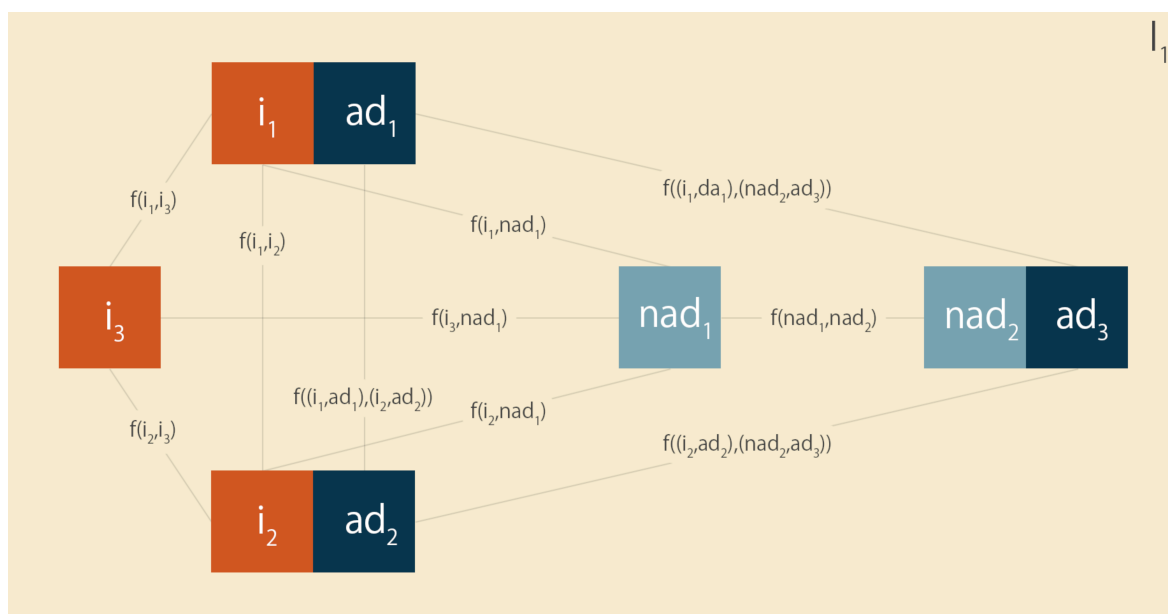 I₁
i₁ ad₁
f((i₁,da₁),(nad₂,ad₃))
f(i₁,i₃)
f(i₁,nad₁)
f(i₁,i₂)
i₃
f(i₃,nad₁)
nad₁
f(nad₁,nad₂)
nad₂ ad₃
f((i₁,ad₁),(i₂,ad₂))
f(i₂,nad₁)
f(i₂,i₃)
f((i₂,ad₂),(nad₂,ad₃))
i₂ ad₂